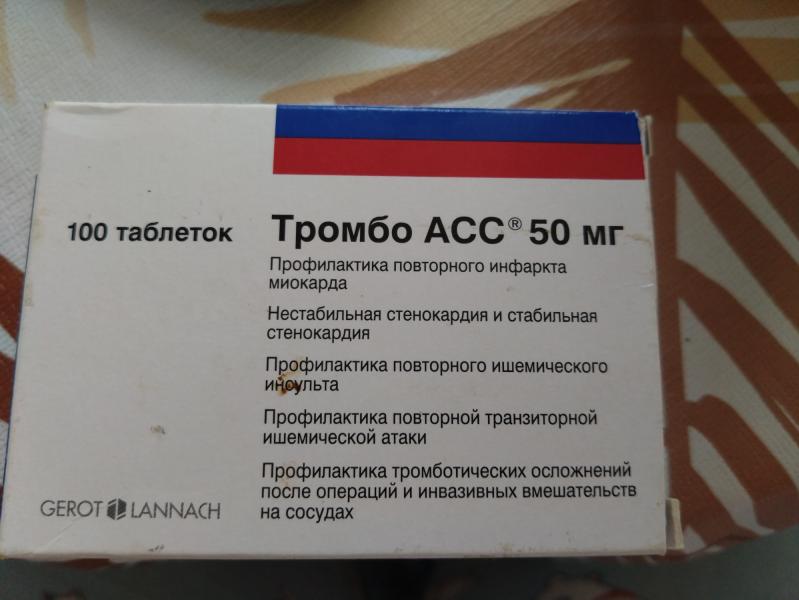 100 таблеток
Тромбо АСС® 50 мг
Профилактика повторного инфаркта
миокарда
Нестабильная стенокардия и стабильная
стенокардия
Профилактика повторного ишемического
инсульта
Профилактика повторной транзиторной
ишемической атаки
Профилактика тромботических осложнений
после операций и инвазивных вмешательств
на сосудах
GEROT LANNACH